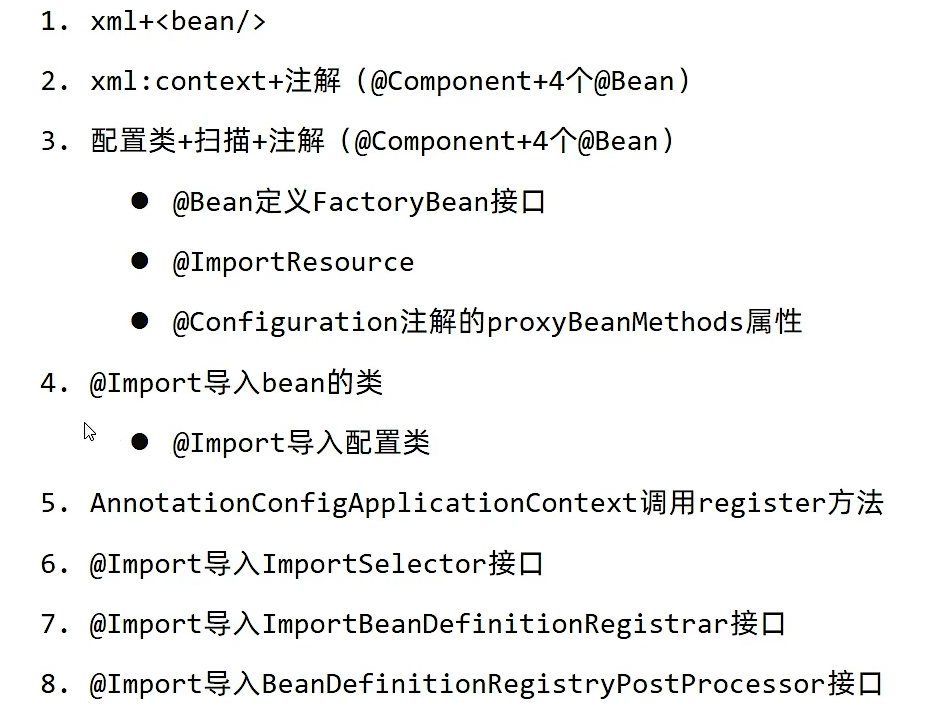 1. xml+<bean/>
2. xml:context+注解（@Component+4个@Bean）
3. 配置类+扫描+注解（@Component+4个@Bean）
● @Bean定义FactoryBean接口
● @ImportResource
● @Configuration注解的proxyBeanMethods属性
4. @Import导入bean的类
● @Import导入配置类
5. AnnotationConfigApplicationContext调用register方法
6. @Import导入ImportSelector接口
7. @Import导入ImportBeanDefinitionRegistrar接口
8. @Import导入BeanDefinitionRegistryPostProcessor接口